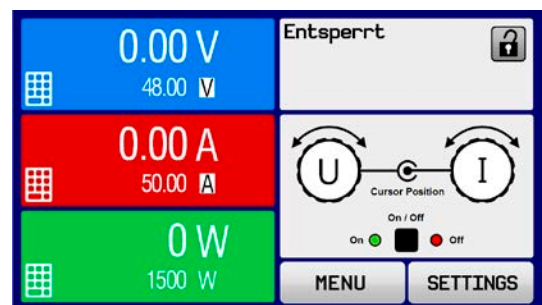 0.00 V
48.00 V
0.00 A
50.00 A
0 W
1500 W
Entsperrt
U
I
Cursor Position
On / Off
On
Off
MENU
SETTINGS